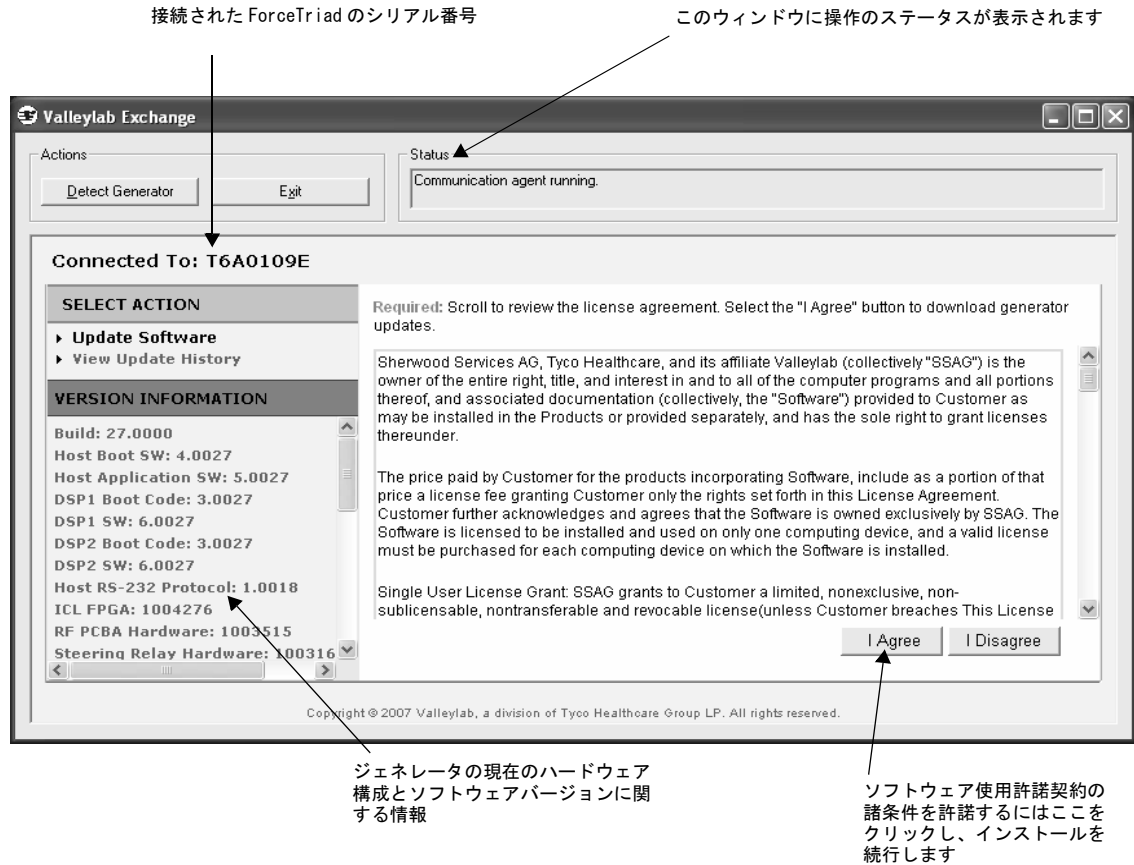 接続された ForceTriad のシリアル番号
このウィンドウに操作のステータスが表示されます
Valleylab Exchange
Actions
Detect Generator
Exit
Status
Communication agent running.
Connected To: T6A0109E
SELECT ACTION
Update Software
View Update History
VERSION INFORMATION
Build: 27.0000
Host Boot SW: 4.0027
Host Application SW: 5.0027
DSP1 Boot Code: 3.0027
DSP1 SW: 6.0027
DSP2 Boot Code: 3.0027
DSP2 SW: 6.0027
Host RS-232 Protocol: 1.0018
ICL FPGA: 1004276
RF PCBA Hardware: 1003515
Steering Relay Hardware: 100316
Required: Scroll to review the license agreement. Select the "I Agree" button to download generator
updates.
Sherwood Services AG, Tyco Healthcare, and its affiliate Valleylab (collectively "SSAG") is the
owner of the entire right, title, and interest in and to all of the computer programs and all portions
thereof, and associated documentation (collectively, the "Software") provided to Customer as
may be installed in the Products or provided separately, and has the sole right to grant licenses
thereunder.
The price paid by Customer for the products incorporating Software, include as a portion of that
price a license fee granting Customer only the rights set forth in this License Agreement.
Customer further acknowledges and agrees that the Software is owned exclusively by SSAG. The
Software is licensed to be installed and used on only one computing device, and a valid license
must be purchased for each computing device on which the Software is installed.
Single User License Grant: SSAG grants to Customer a limited, nonexclusive, non-
sublicensable, nontransferable and revocable license(unless Customer breaches This License
I Agree
I Disagree
Copyright © 2007 Valleylab, a division of Tyco Healthcare Group LP. All rights reserved.
ジェネレータの現在のハードウェア
構成とソフトウェアバージョンに関
する情報
ソフトウェア使用許諾契約の
諸条件を許諾するにはここを
クリックし、インストールを
続行します